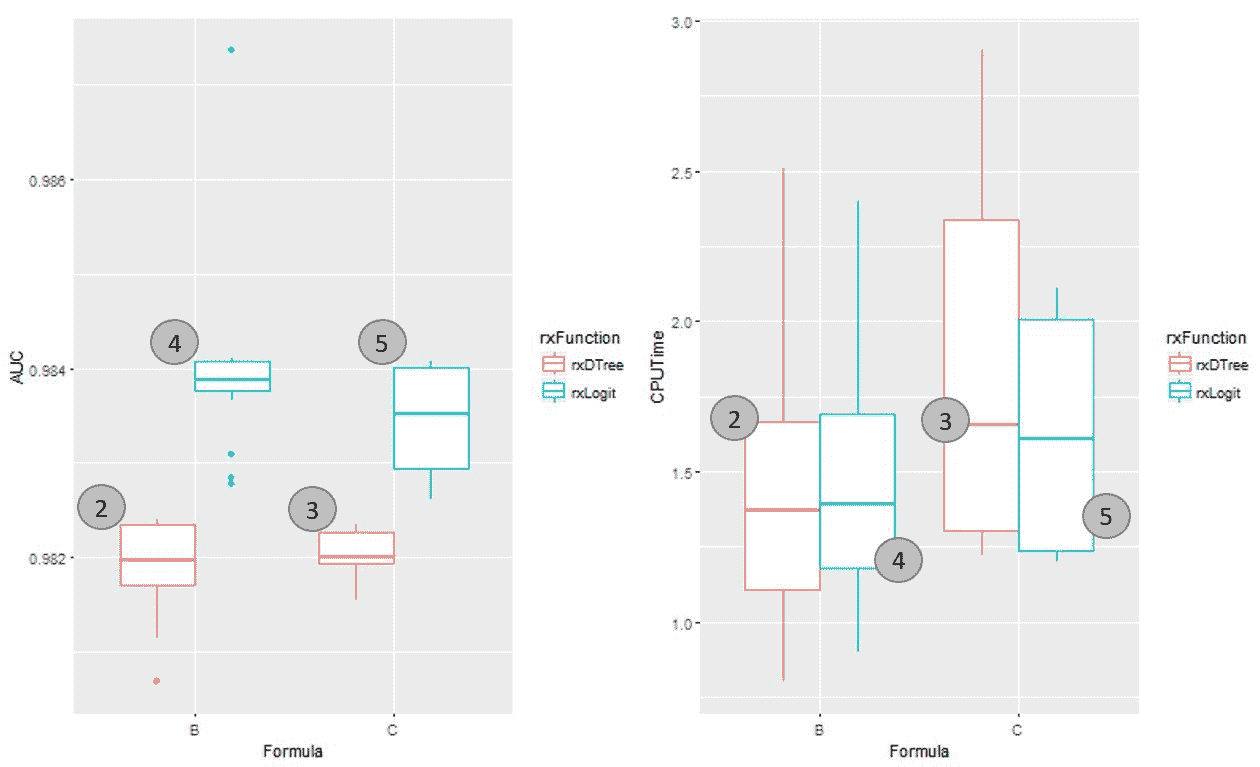 4
5
2
3
0.986
0.984
0.982
AUC
B
C
Formula
rxFunction
rxDTree
rxLogit
3.0
2.5
2.0
1.5
1.0
CPUTime
2
3
4
5
B
C
Formula
rxFunction
rxDTree
rxLogit